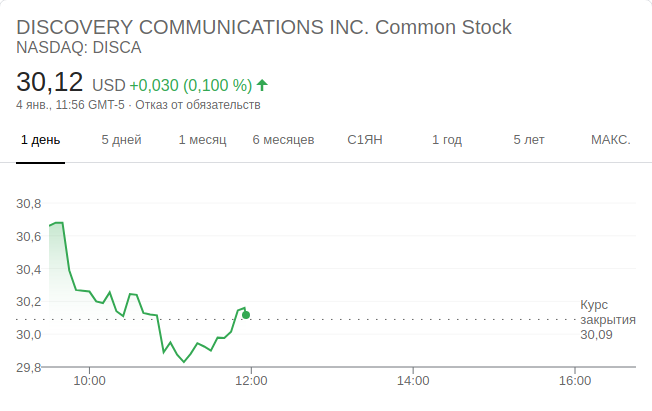 DISCOVERY COMMUNICATIONS INC. Common Stock
NASDAQ: DISCA
30,12 USD +0,030 (0,100 %)
4 янв., 11:56 GMT-5 · Отказ от обязательств
1 день 5 дней 1 месяц 6 месяцев С1ЯН 1 год 5 лет МАКС.
30,8
30,6
30,4
30,2
30,0
29,8
Курс
закрытия
30,09
10:00 12:00 14:00 16:00